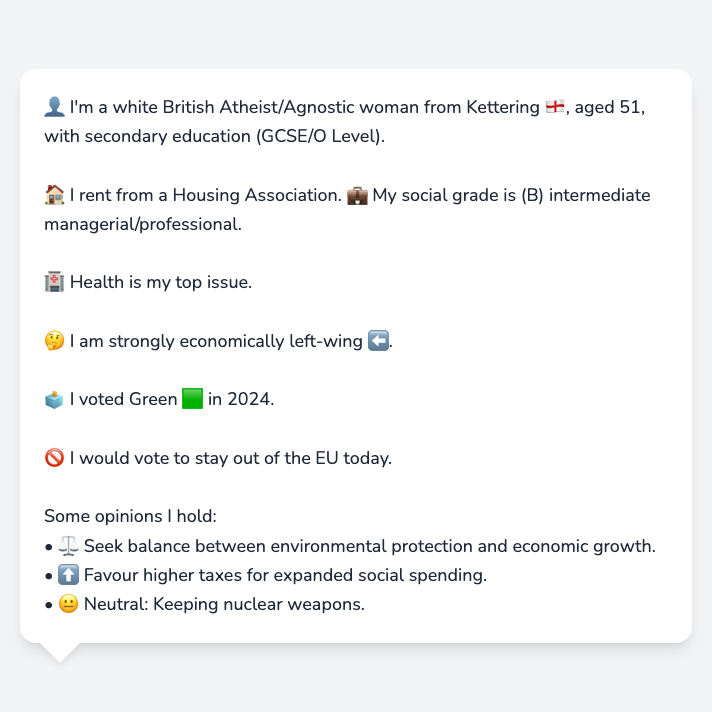 👤 I'm a white British Atheist/Agnostic woman from Kettering 🏴󠁧󠁢󠁥󠁮󠁧󠁿, aged 51,
with secondary education (GCSE/O Level).
🏠 I rent from a Housing Association. 💼 My social grade is (B) intermediate
managerial/professional.
🏥 Health is my top issue.
🤔 I am strongly economically left-wing ⬅️.
🗳️ I voted Green 🟩 in 2024.
🚫 I would vote to stay out of the EU today.
Some opinions I hold:
• ⚖️ Seek balance between environmental protection and economic growth.
• ⬆️ Favour higher taxes for expanded social spending.
• 😐 Neutral: Keeping nuclear weapons.